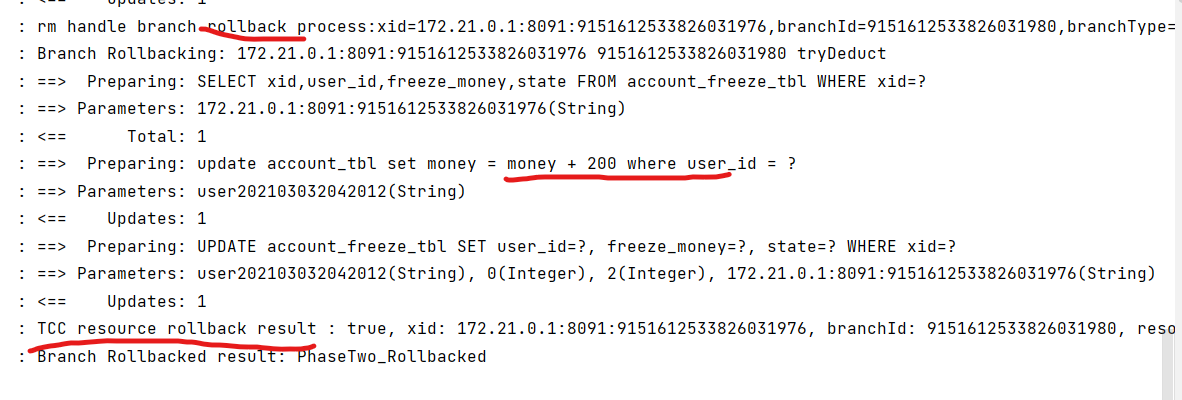 : <==    Updates: 1
: rm handle branch rollback process:xid=172.21.0.1:8091:9151612533826031976,branchId=9151612533826031980,branchType=
: Branch Rollbacking: 172.21.0.1:8091:9151612533826031976 9151612533826031980 tryDeduct
: ==>  Preparing: SELECT xid,user_id,freeze_money,state FROM account_freeze_tbl WHERE xid=?
: ==> Parameters: 172.21.0.1:8091:9151612533826031976(String)
: <==      Total: 1
: ==>  Preparing: update account_tbl set money = money + 200 where user_id = ?
: ==> Parameters: user202103032042012(String)
: <==    Updates: 1
: ==>  Preparing: UPDATE account_freeze_tbl SET user_id=?, freeze_money=?, state=? WHERE xid=?
: ==> Parameters: user202103032042012(String), 0(Integer), 2(Integer), 172.21.0.1:8091:9151612533826031976(String)
: <==    Updates: 1
: TCC resource rollback result : true, xid: 172.21.0.1:8091:9151612533826031976, branchId: 9151612533826031980, reso
: Branch Rollbacked result: PhaseTwo_Rollbacked